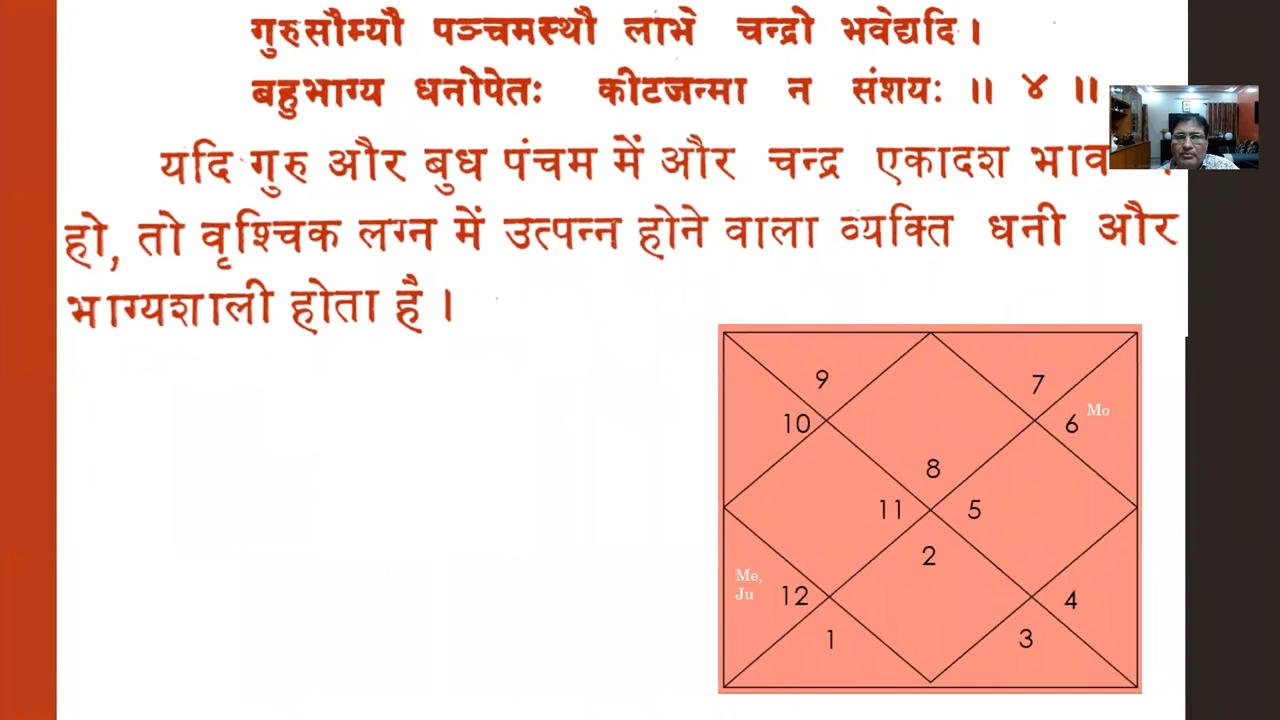 गुरुसौम्यौ पञ्चमस्थौ लाभे चन्द्रो भवेद्यदि।
बहुभाग्य धनोपेतः कीटजन्मा न संशयः ॥ ४ ॥
यदि गुरु और बुध पंचम में और चन्द्र एकादश भाव
हो, तो वृश्चिक लग्न में उत्पन्न होने वाला व्यक्ति धनी और
भाग्यशाली होता है।
9 7
10 6 Mo
8
11 5
2
Me,
Ju 12 4
1 3